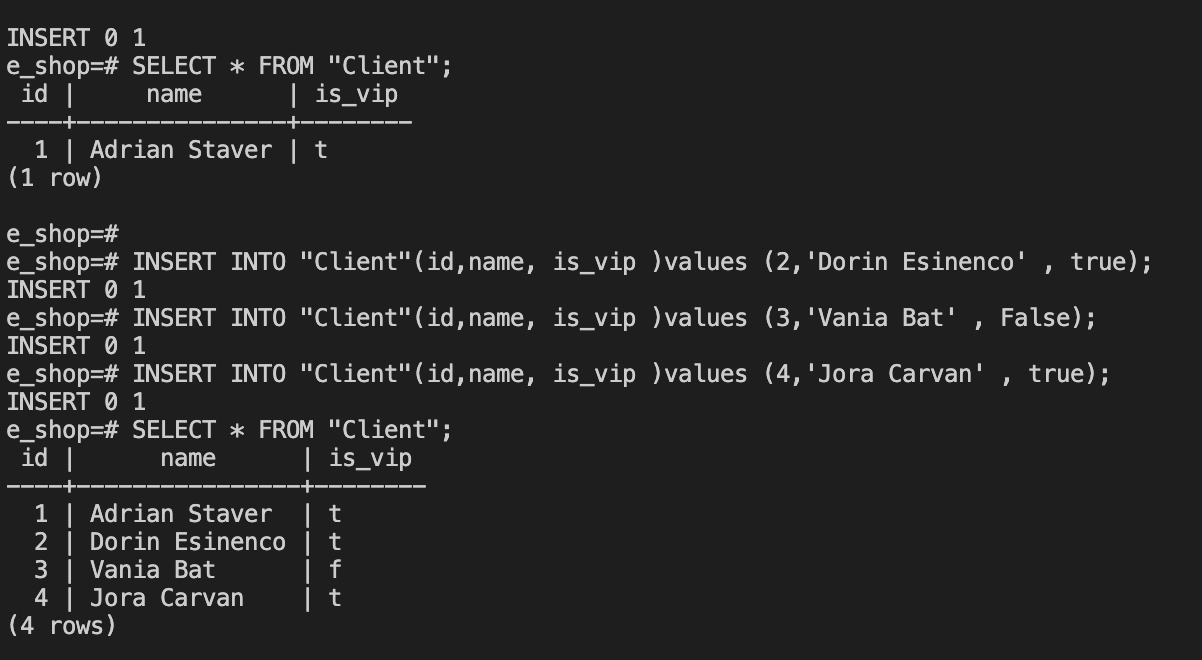 INSERT 0 1
e_shop=# SELECT * FROM "Client";
 id |     name      | is_vip
----+---------------+--------
  1 | Adrian Staver | t
(1 row)

e_shop=#
e_shop=# INSERT INTO "Client"(id,name, is_vip )values (2,'Dorin Esinenco' , true);
INSERT 0 1
e_shop=# INSERT INTO "Client"(id,name, is_vip )values (3,'Vania Bat' , False);
INSERT 0 1
e_shop=# INSERT INTO "Client"(id,name, is_vip )values (4,'Jora Carvan' , true);
INSERT 0 1
e_shop=# SELECT * FROM "Client";
 id |      name      | is_vip
----+----------------+--------
  1 | Adrian Staver  | t
  2 | Dorin Esinenco | t
  3 | Vania Bat      | f
  4 | Jora Carvan    | t
(4 rows)